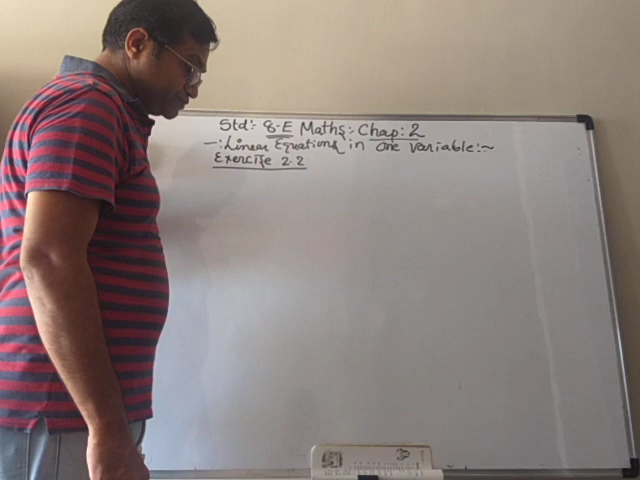 Std:- 8-E Maths:- Chap: 2
-:Linear Equations in One Variable:~
Exercise 2.2